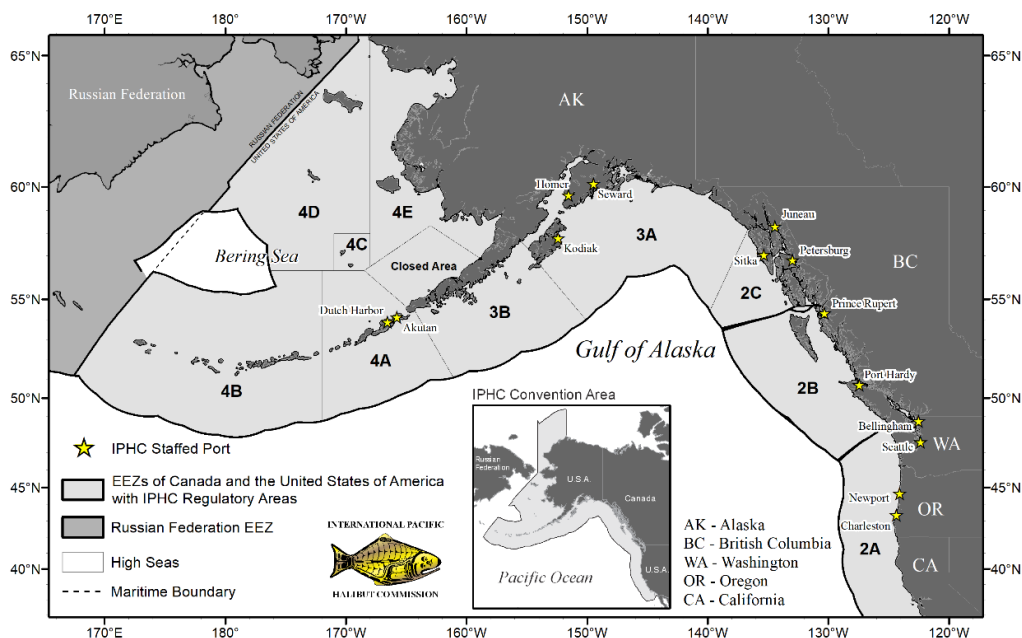 170°E 180° 170°W 160°W 150°W 140°W 130°W 120°W
65°N 65°N
Russian Federation
RUSSIAN FEDERATION
UNITED STATES OF AMERICA
AK
60°N 60°N
Homer
Seward
4D
4E
4C
Juneau
Kodiak
3A
Petersburg
Bering Sea
Closed Area
Sitka
BC
2C
55°N 55°N
Dutch Harbor
Akutan
3B
Prince Rupert
Gulf of Alaska
4A
4B
2B
Port Hardy
50°N 50°N
IPHC Convention Area
Bellingham
Seattle
WA
IPHC Staffed Port
Russian
Federation
U.S.A.
Canada
U.S.A.
Pacific Ocean
EEZs of Canada and the United States of America
with IPHC Regulatory Areas
45°N 45°N
Newport
OR
Charleston
Russian Federation EEZ
2A
High Seas
INTERNATIONAL PACIFIC
HALIBUT COMMISSION
CA
40°N 40°N
Maritime Boundary
AK - Alaska
BC - British Columbia
WA - Washington
OR - Oregon
CA - California
170°E 180° 170°W 160°W 150°W 140°W 130°W 120°W